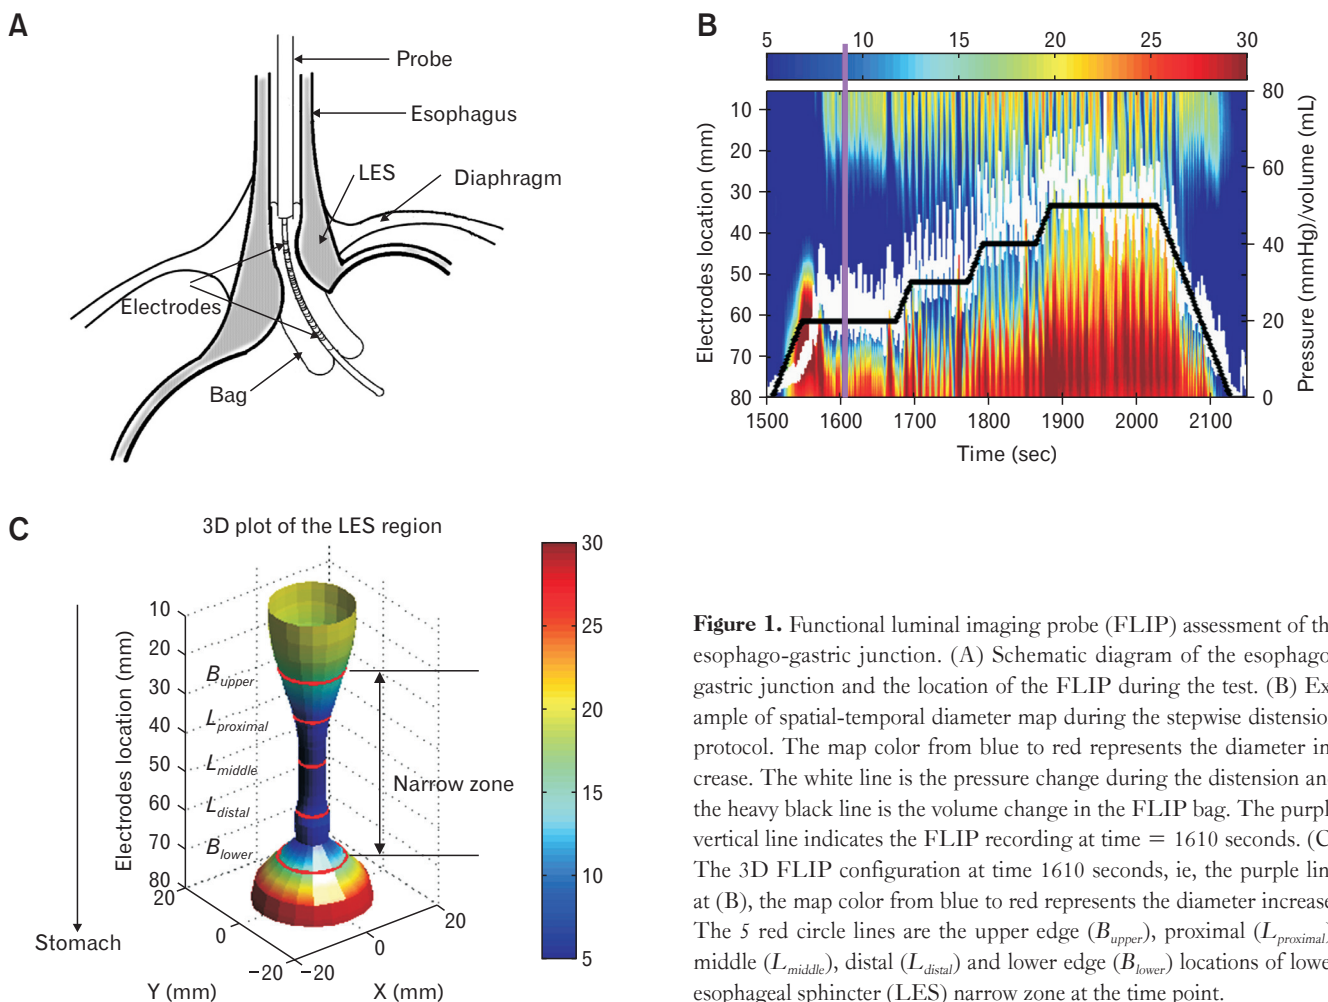 A
Probe
Esophagus
LES
Diaphragm
Electrodes
Bag
B
5 10 15 20 25 30
Electrodes location (mm)
10
20
30
40
50
60
70
80
80
60
40
20
0
Pressure (mmHg)/volume (mL)
1500 1600 1700 1800 1900 2000 2100
Time (sec)
C
3D plot of the LES region
Electrodes location (mm)
10
20
30
40
50
60
70
80
B_upper
L_proximal
L_middle
L_distal
B_lower
Narrow zone
Stomach
20
0
−20
Y (mm)
−20
0
20
X (mm)
30
25
20
15
10
5
Figure 1. Functional luminal imaging probe (FLIP) assessment of th
esophago-gastric junction. (A) Schematic diagram of the esophago
gastric junction and the location of the FLIP during the test. (B) Ex
ample of spatial-temporal diameter map during the stepwise distensio
protocol. The map color from blue to red represents the diameter in
crease. The white line is the pressure change during the distension an
the heavy black line is the volume change in the FLIP bag. The purpl
vertical line indicates the FLIP recording at time = 1610 seconds. (C
The 3D FLIP configuration at time 1610 seconds, ie, the purple lin
at (B), the map color from blue to red represents the diameter increase
The 5 red circle lines are the upper edge (B_upper), proximal (L_proximal)
middle (L_middle), distal (L_distal) and lower edge (B_lower) locations of lowe
esophageal sphincter (LES) narrow zone at the time point.